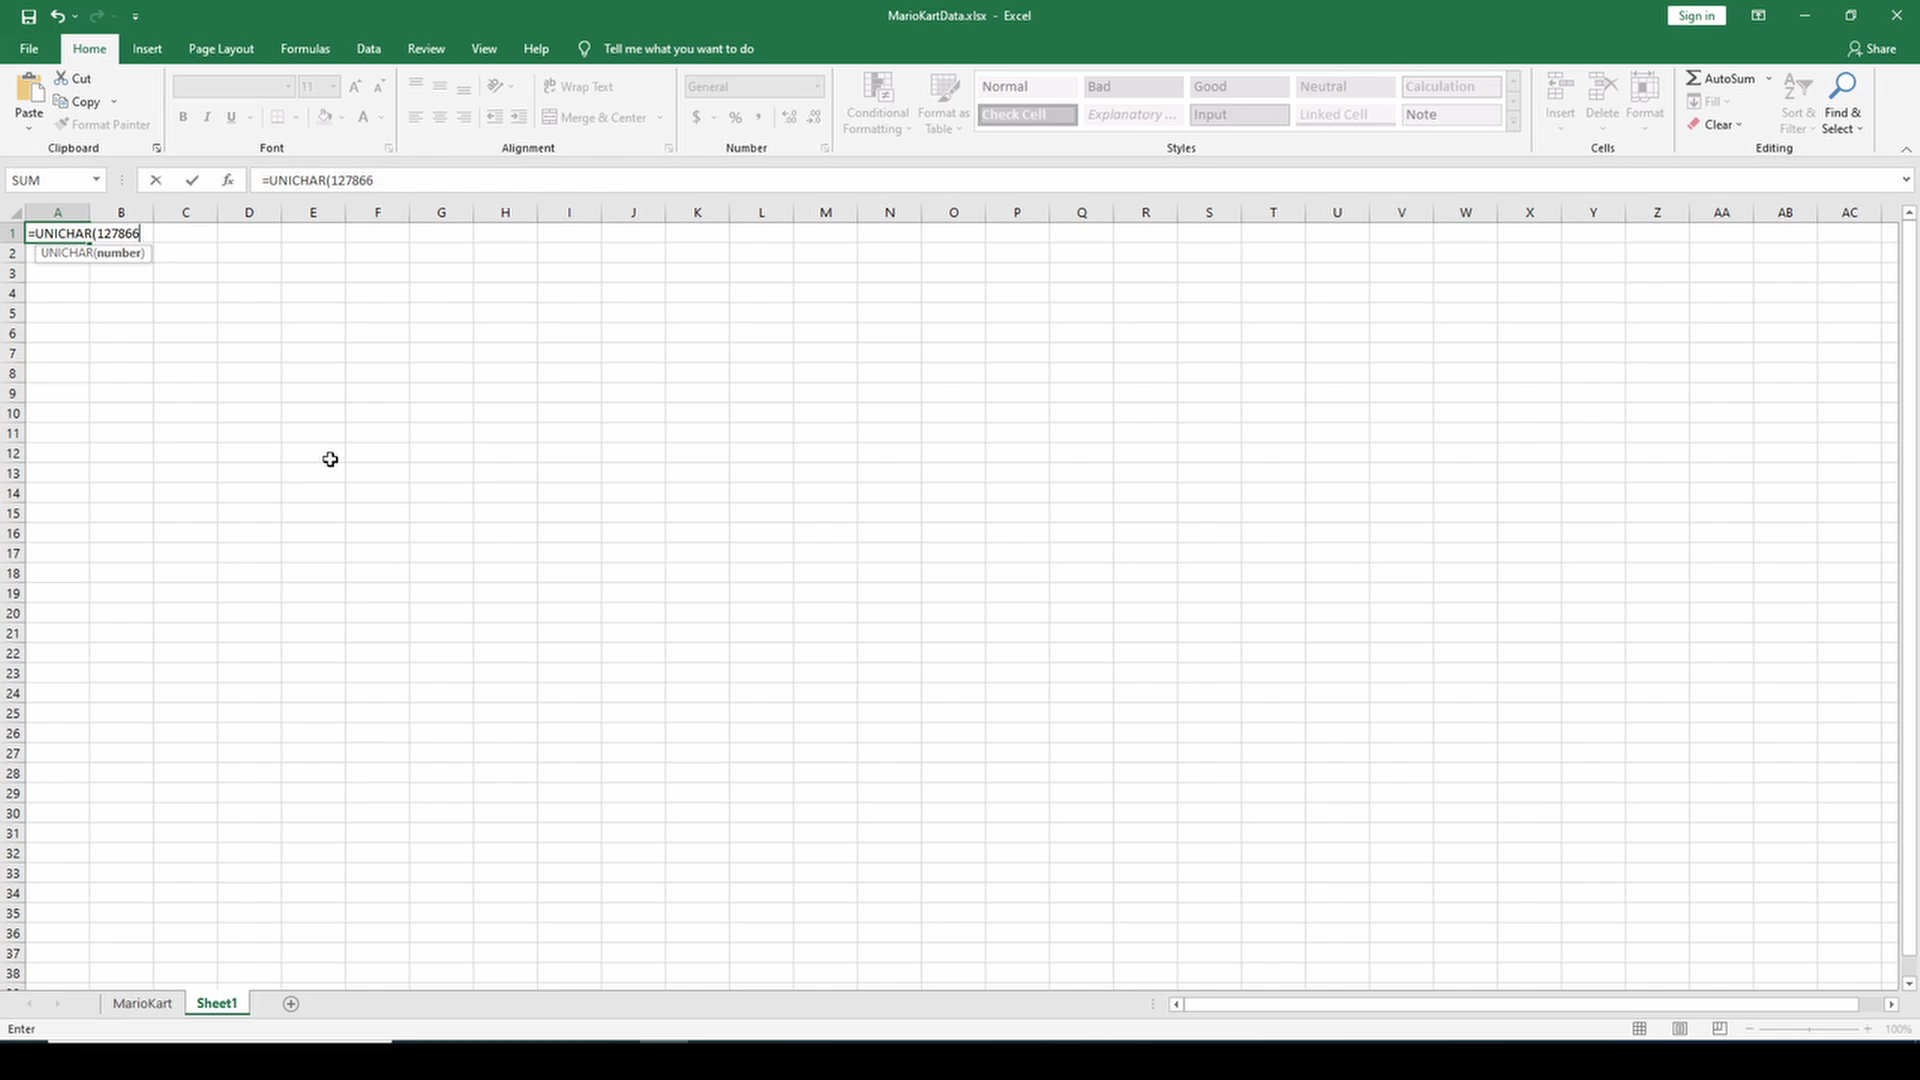 MarioKartData.xlsx - Excel
Sign in
File Home Insert Page Layout Formulas Data Review View Help Tell me what you want to do Share
Paste
Cut
Copy
Format Painter
Clipboard
11
B I U
Font
Wrap Text
Merge & Center
Alignment
General
$ % ,
Number
Conditional Formatting
Format as Table
Normal Bad Good Neutral Calculation
Check Cell Explanatory ... Input Linked Cell Note
Styles
Insert Delete Format
Cells
AutoSum
Fill
Clear
Sort & Filter
Find & Select
Editing
SUM fx =UNICHAR(127866
A B C D E F G H I J K L M N O P Q R S T U V W X Y Z AA AB AC
1 =UNICHAR(127866
2 UNICHAR(number)
3
4
5
6
7
8
9
10
11
12
13
14
15
16
17
18
19
20
21
22
23
24
25
26
27
28
29
30
31
32
33
34
35
36
37
38
MarioKart Sheet1
Enter 100%